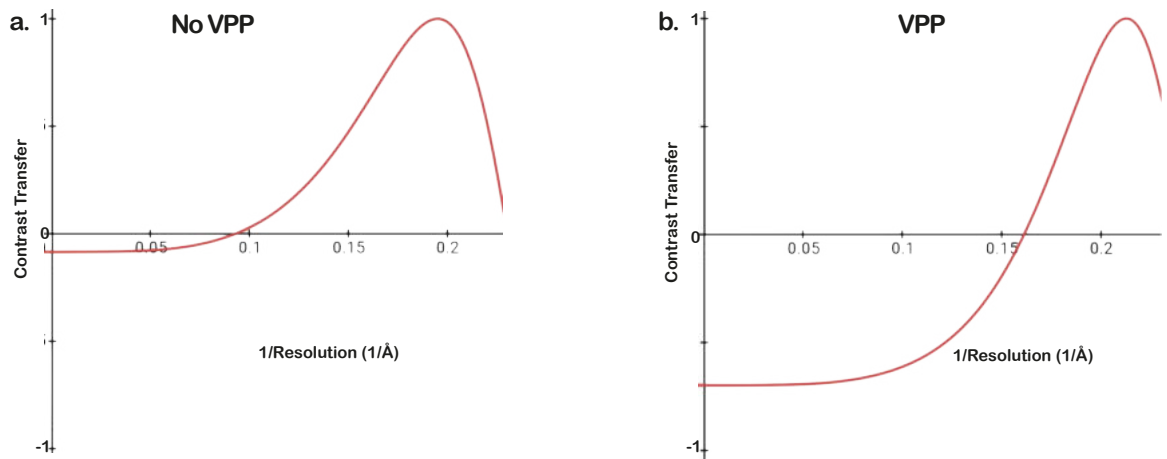 a.
No VPP
1
0
-1
0.05
0.1
0.15
0.2
Contrast Transfer
1/Resolution (1/Å)
b.
VPP
1
0
-1
0.05
0.1
0.15
0.2
Contrast Transfer
1/Resolution (1/Å)